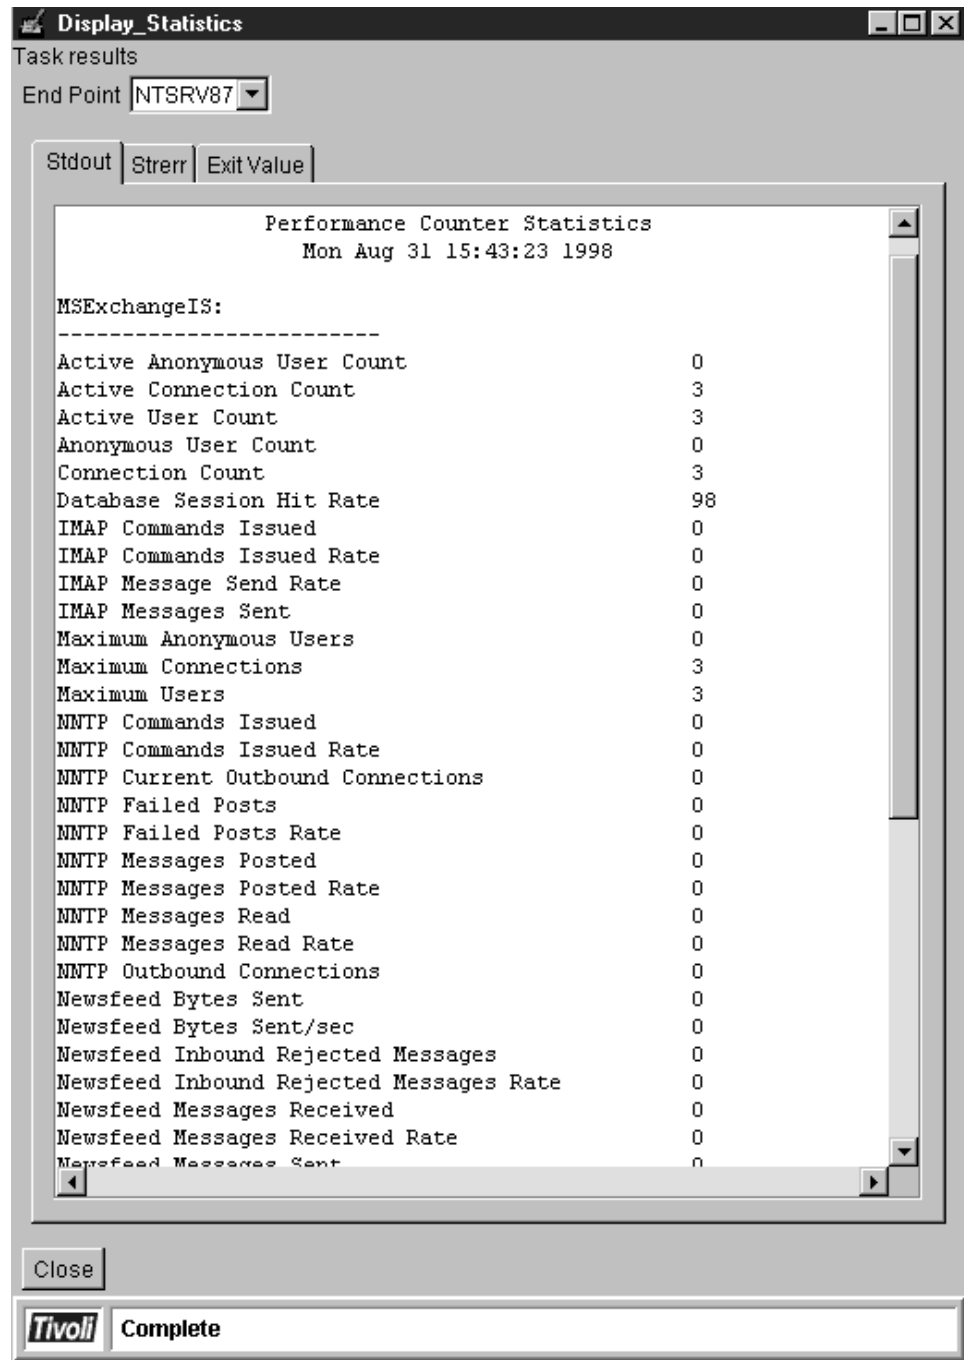 Display_Statistics
Task results
End Point NTSRV87
Stdout Strerr Exit Value
Performance Counter Statistics
Mon Aug 31 15:43:23 1998
MSExchangeIS:
-------------------------
Active Anonymous User Count 0
Active Connection Count 3
Active User Count 3
Anonymous User Count 0
Connection Count 3
Database Session Hit Rate 98
IMAP Commands Issued 0
IMAP Commands Issued Rate 0
IMAP Message Send Rate 0
IMAP Messages Sent 0
Maximum Anonymous Users 0
Maximum Connections 3
Maximum Users 3
NNTP Commands Issued 0
NNTP Commands Issued Rate 0
NNTP Current Outbound Connections 0
NNTP Failed Posts 0
NNTP Failed Posts Rate 0
NNTP Messages Posted 0
NNTP Messages Posted Rate 0
NNTP Messages Read 0
NNTP Messages Read Rate 0
NNTP Outbound Connections 0
Newsfeed Bytes Sent 0
Newsfeed Bytes Sent/sec 0
Newsfeed Inbound Rejected Messages 0
Newsfeed Inbound Rejected Messages Rate 0
Newsfeed Messages Received 0
Newsfeed Messages Received Rate 0
Newsfeed Messages Sent 0
Close
Tivoli Complete